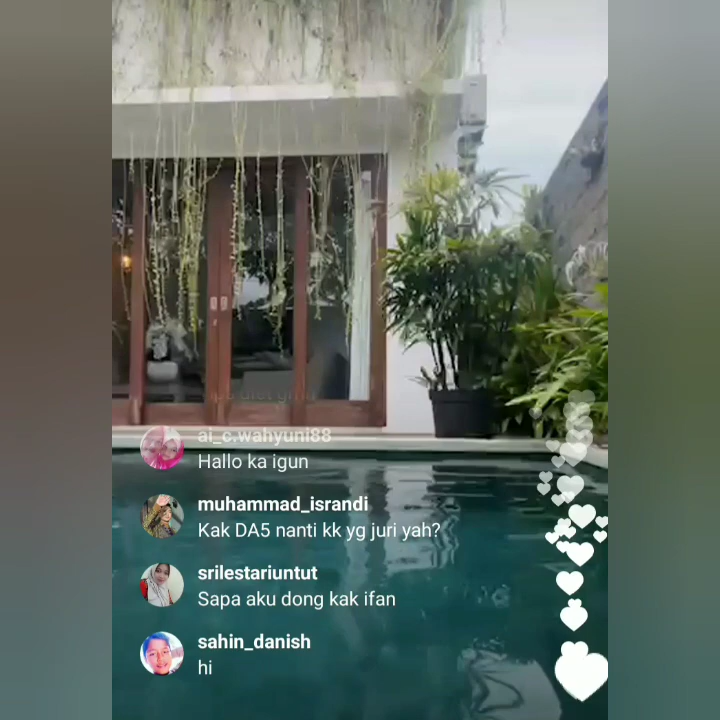 ai_c.wahyuni88
Hallo ka igun
muhammad_israndi
Kak DA5 nanti kk yg juri yah?
srilestariuntut
Sapa aku dong kak ifan
sahin_danish
hi